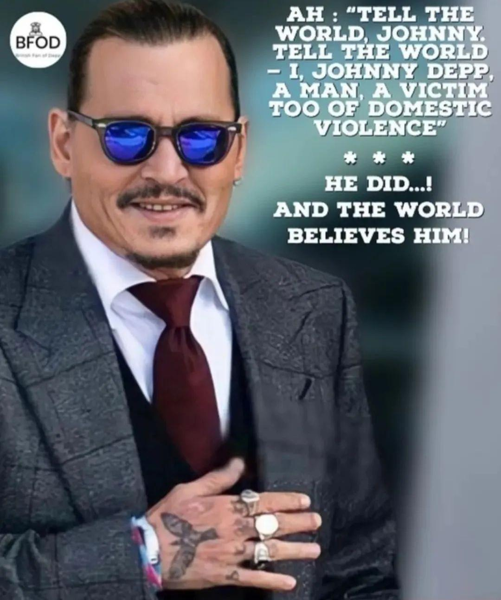 BFOD
AH : "TELL THE
WORLD, JOHNNY.
TELL THE WORLD
– I, JOHNNY DEPP,
A MAN, A VICTIM
TOO OF DOMESTIC
VIOLENCE"
* * *
HE DID...!
AND THE WORLD
BELIEVES HIM!